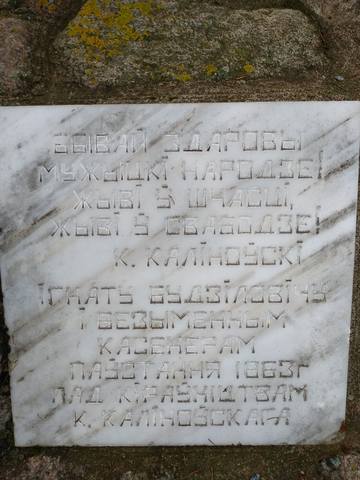 БЫВАЙ ЗДАРОВЫ
МУЖЫЦКІ НАРОДЗЕ!
ЖЫВІ Ў ШЧАСЦІ,
ЖЫВІ Ў СВАБОДЗЕ!
К. КАЛІНОЎСКІ
ІГНАТУ БУДЗІЛОВІЧУ
І БЕЗЫМЕННЫМ
КАСЕНЕРАМ
ПАЎСТАННЯ 1863Г
ПАД КІРАЎНІЦТВАМ
К. КАЛІНОЎСКАГА